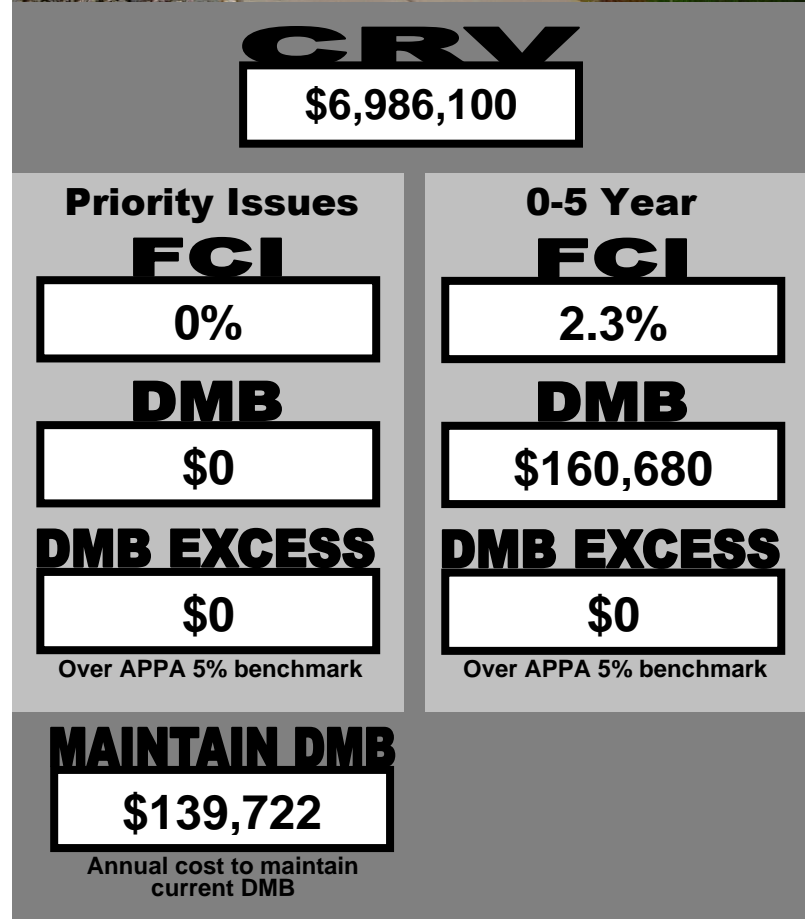 CRV
$6,986,100
Priority Issues
FCI
0%
DMB
$0
DMB EXCESS
$0
Over APPA 5% benchmark
0-5 Year
FCI
2.3%
DMB
$160,680
DMB EXCESS
$0
Over APPA 5% benchmark
MAINTAIN DMB
$139,722
Annual cost to maintain
current DMB